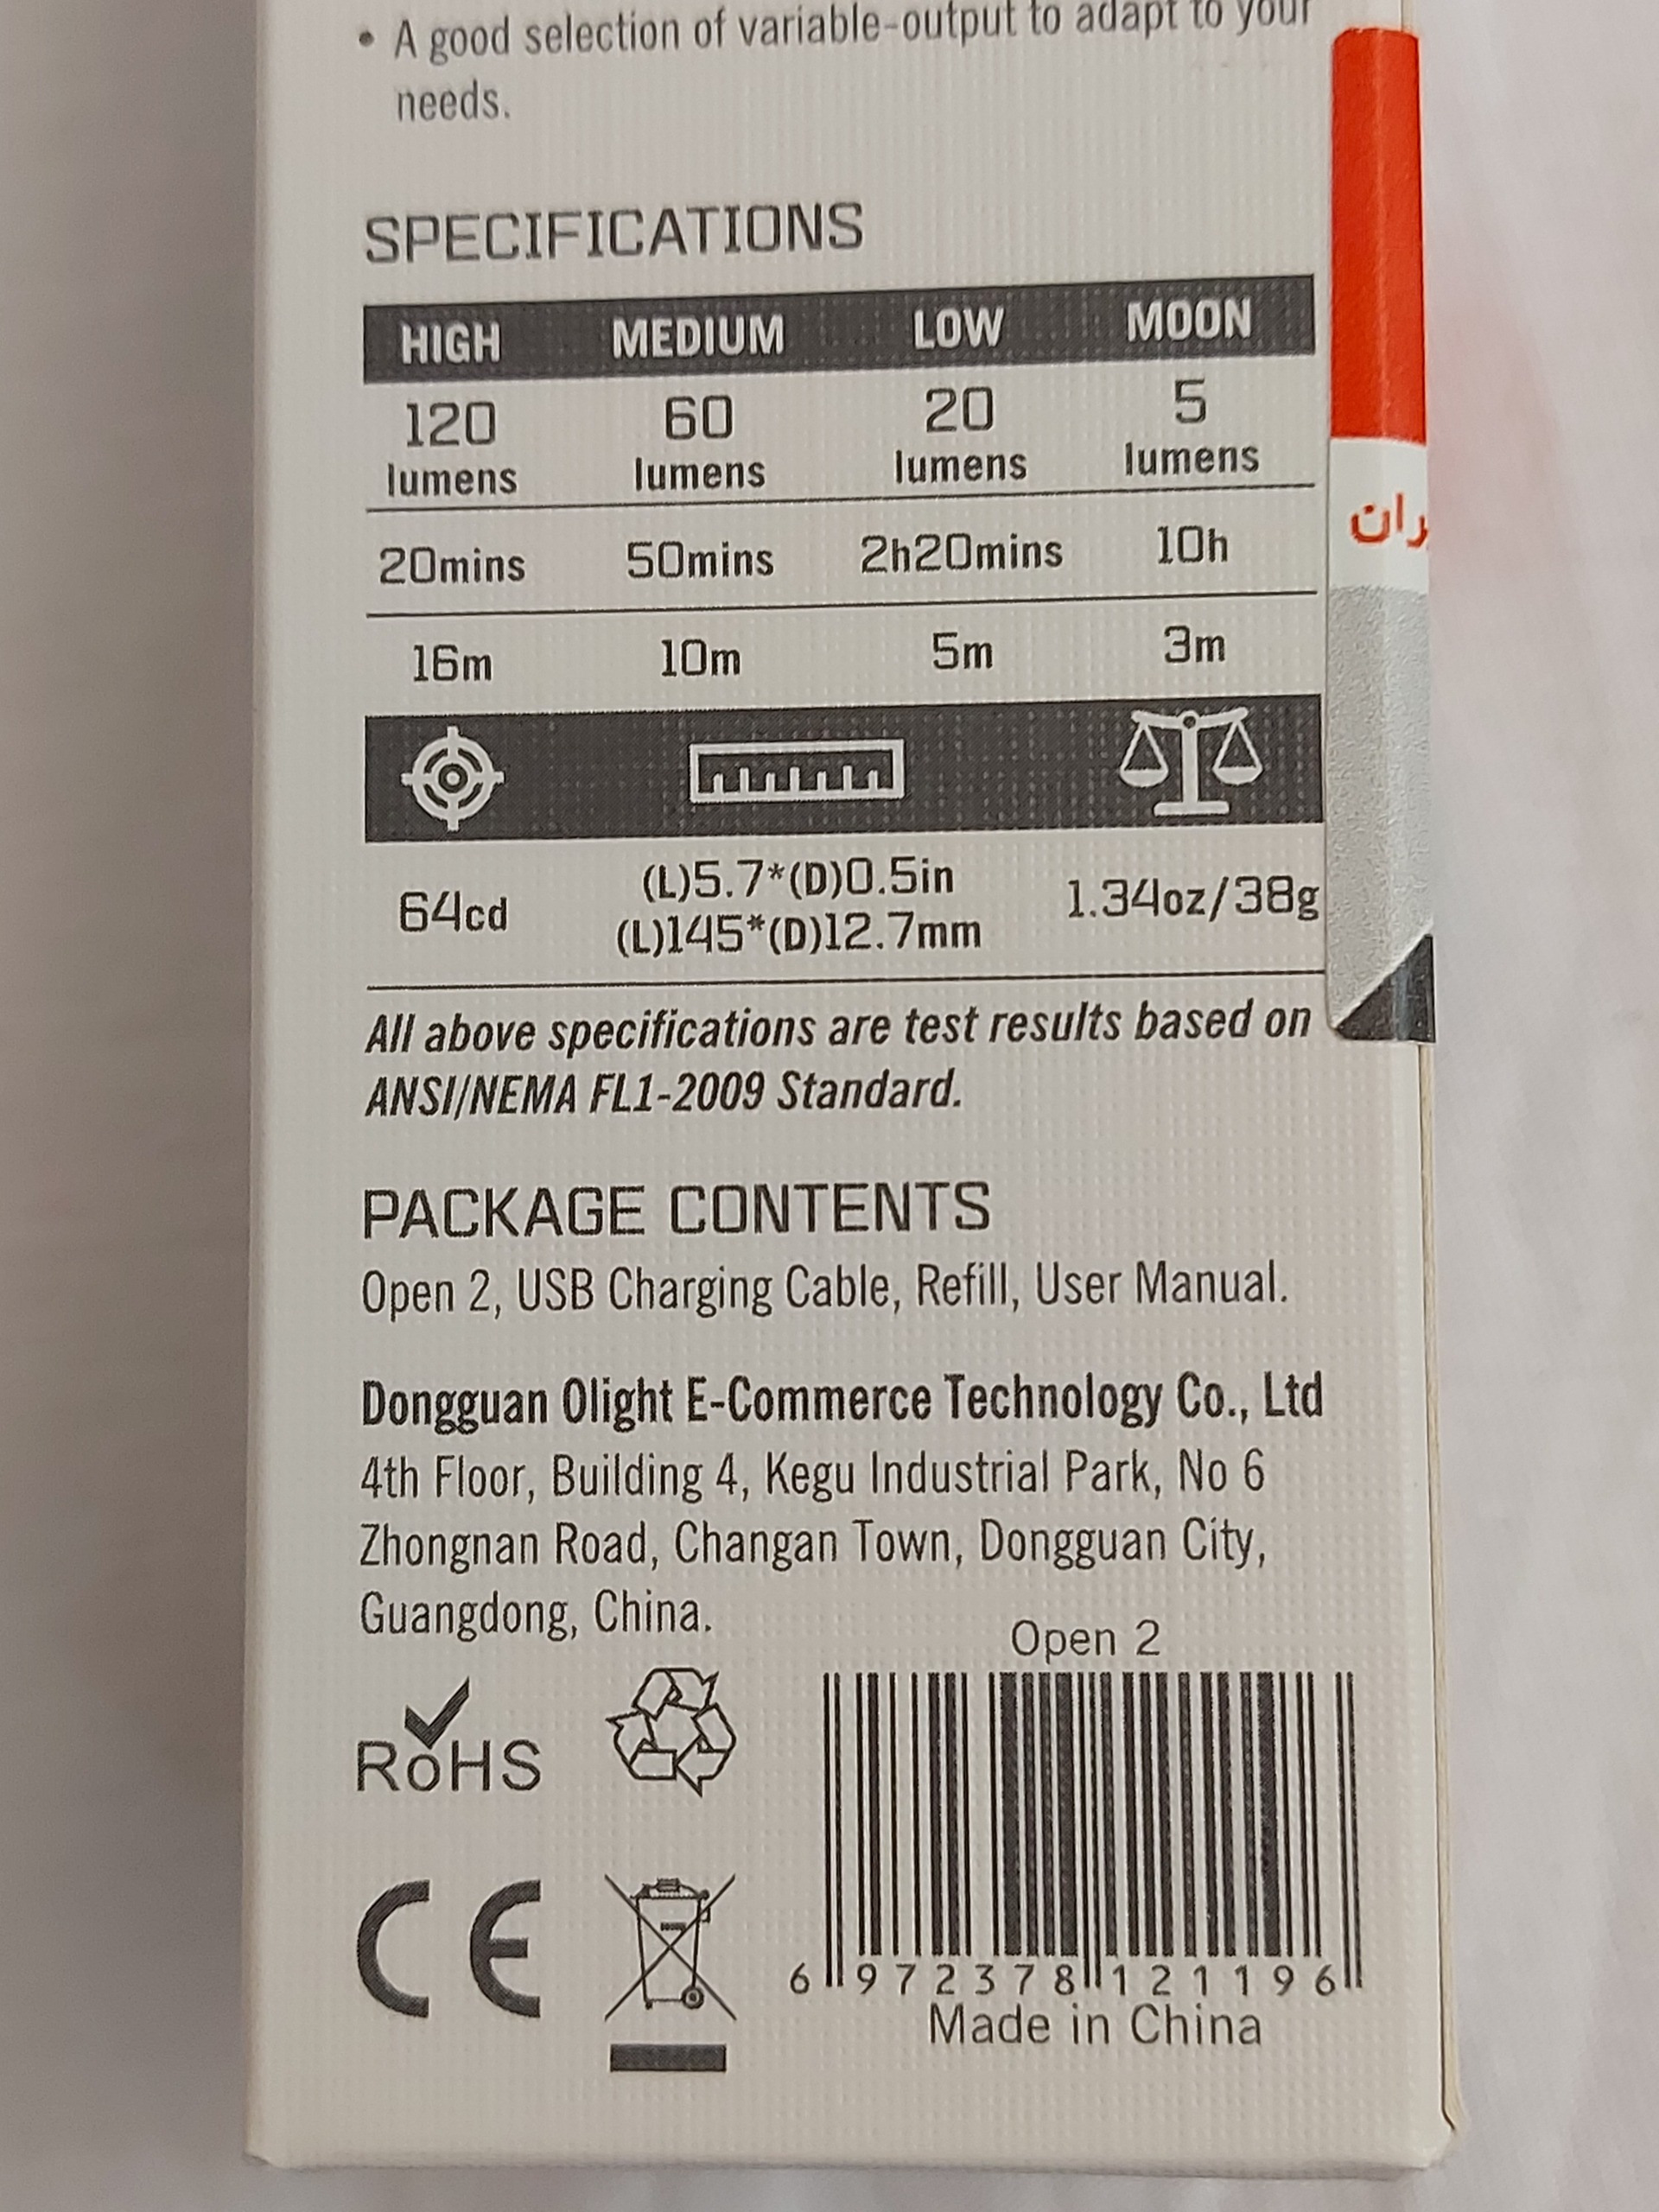 • A good selection of variable-output to adapt to your
needs.
SPECIFICATIONS
HIGH MEDIUM LOW MOON
120 60 20 5
lumens lumens lumens lumens
20mins 50mins 2h20mins 10h
16m 10m 5m 3m
64cd (L)5.7*(D)0.5in 1.34oz/38g
(L)145*(D)12.7mm
All above specifications are test results based on
ANSI/NEMA FL1-2009 Standard.
PACKAGE CONTENTS
Open 2, USB Charging Cable, Refill, User Manual.
Dongguan Olight E-Commerce Technology Co., Ltd
4th Floor, Building 4, Kegu Industrial Park, No 6
Zhongnan Road, Changan Town, Dongguan City,
Guangdong, China.
Open 2
RoHS
CE
6 972378 121196
Made in China